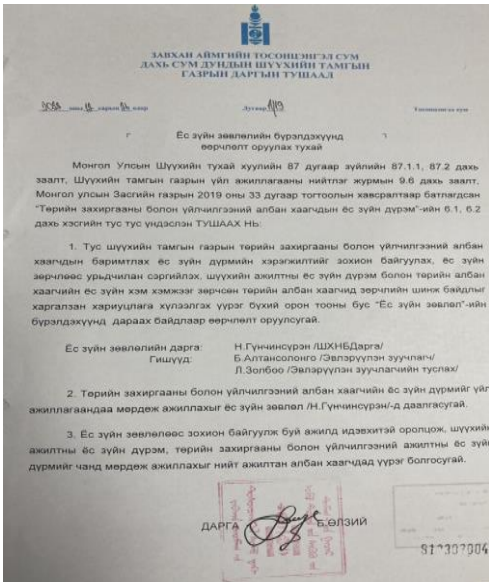 ЗАВХАН АЙМГИЙН ТОСОНЦЭНГЭЛ СУМ
ДАХЬ СУМ ДУНДЫН ШҮҮХИЙН ТАМГЫН
ГАЗРЫН ДАРГЫН ТУШААЛ
оны сарын өдөр Дугаар А/19 Тосонцэнгэл сум
Ёс зүйн зөвлөлийн бүрэлдэхүүнд
өөрчлөлт оруулах тухай
Монгол Улсын Шүүхийн тухай хуулийн 87 дугаар зүйлийн 87.1.1, 87.2 дахь
заалт, Шүүхийн тамгын газрын үйл ажиллагааны нийтлэг журмын 9.6 дахь заалт,
Монгол улсын Засгийн газрын 2019 оны 33 дугаар тогтоолын хавсралтаар батлагдсан
"Төрийн захиргааны болон үйлчилгээний албан хаагчдын ёс зүйн дүрэм"-ийн 6.1, 6.2
дахь хэсгийн тус тус үндэслэн ТУШААХ НЬ:
1. Тус шүүхийн тамгын газрын төрийн захиргааны болон үйлчилгээний албан
хаагчдын баримтлах ёс зүйн дүрмийн хэрэгжилтийг зохион байгуулах, ёс зүйн
зөрчлөөс урьдчилан сэргийлэх, шүүхийн ажилтны ёс зүйн дүрэм болон төрийн албан
хаагчийн ёс зүйн хэм хэмжээг зөрчсөн төрийн албан хаагчид зөрчлийн шинж байдлыг
харгалзан хариуцлага хүлээлгэх үүрэг бүхий орон тооны бус "Ёс зүйн зөвлөл"-ийн
бүрэлдэхүүнд дараах байдлаар өөрчлөлт оруулсугай.
Ёс зүйн зөвлөлийн дарга: Н.Гүнчинсүрэн /ШХНБДарга/
Гишүүд: Б.Алтансолонго /Эвлэрүүлэн зуучлагч/
Л.Золбоо /Эвлэрүүлэн зуучлагчийн туслах/
2. Төрийн захиргааны болон үйлчилгээний албан хаагчийн ёс зүйн дүрмийг үйл
ажиллагаандаа мөрдөж ажиллахыг ёс зүйн зөвлөл /Н.Гүнчинсүрэн/-д даалгасугай.
3. Ёс зүйн зөвлөлөөс зохион байгуулж буй ажилд идэвхитэй оролцож, шүүхийн
ажилтны ёс зүйн дүрэм, төрийн захиргааны болон үйлчилгээний ажилтны ёс зүйн
дүрмийг чанд мөрдөж ажиллахыг нийт ажилтан албан хаагчдад үүрэг болгосугай.
ДАРГА Б.ӨЛЗИЙ